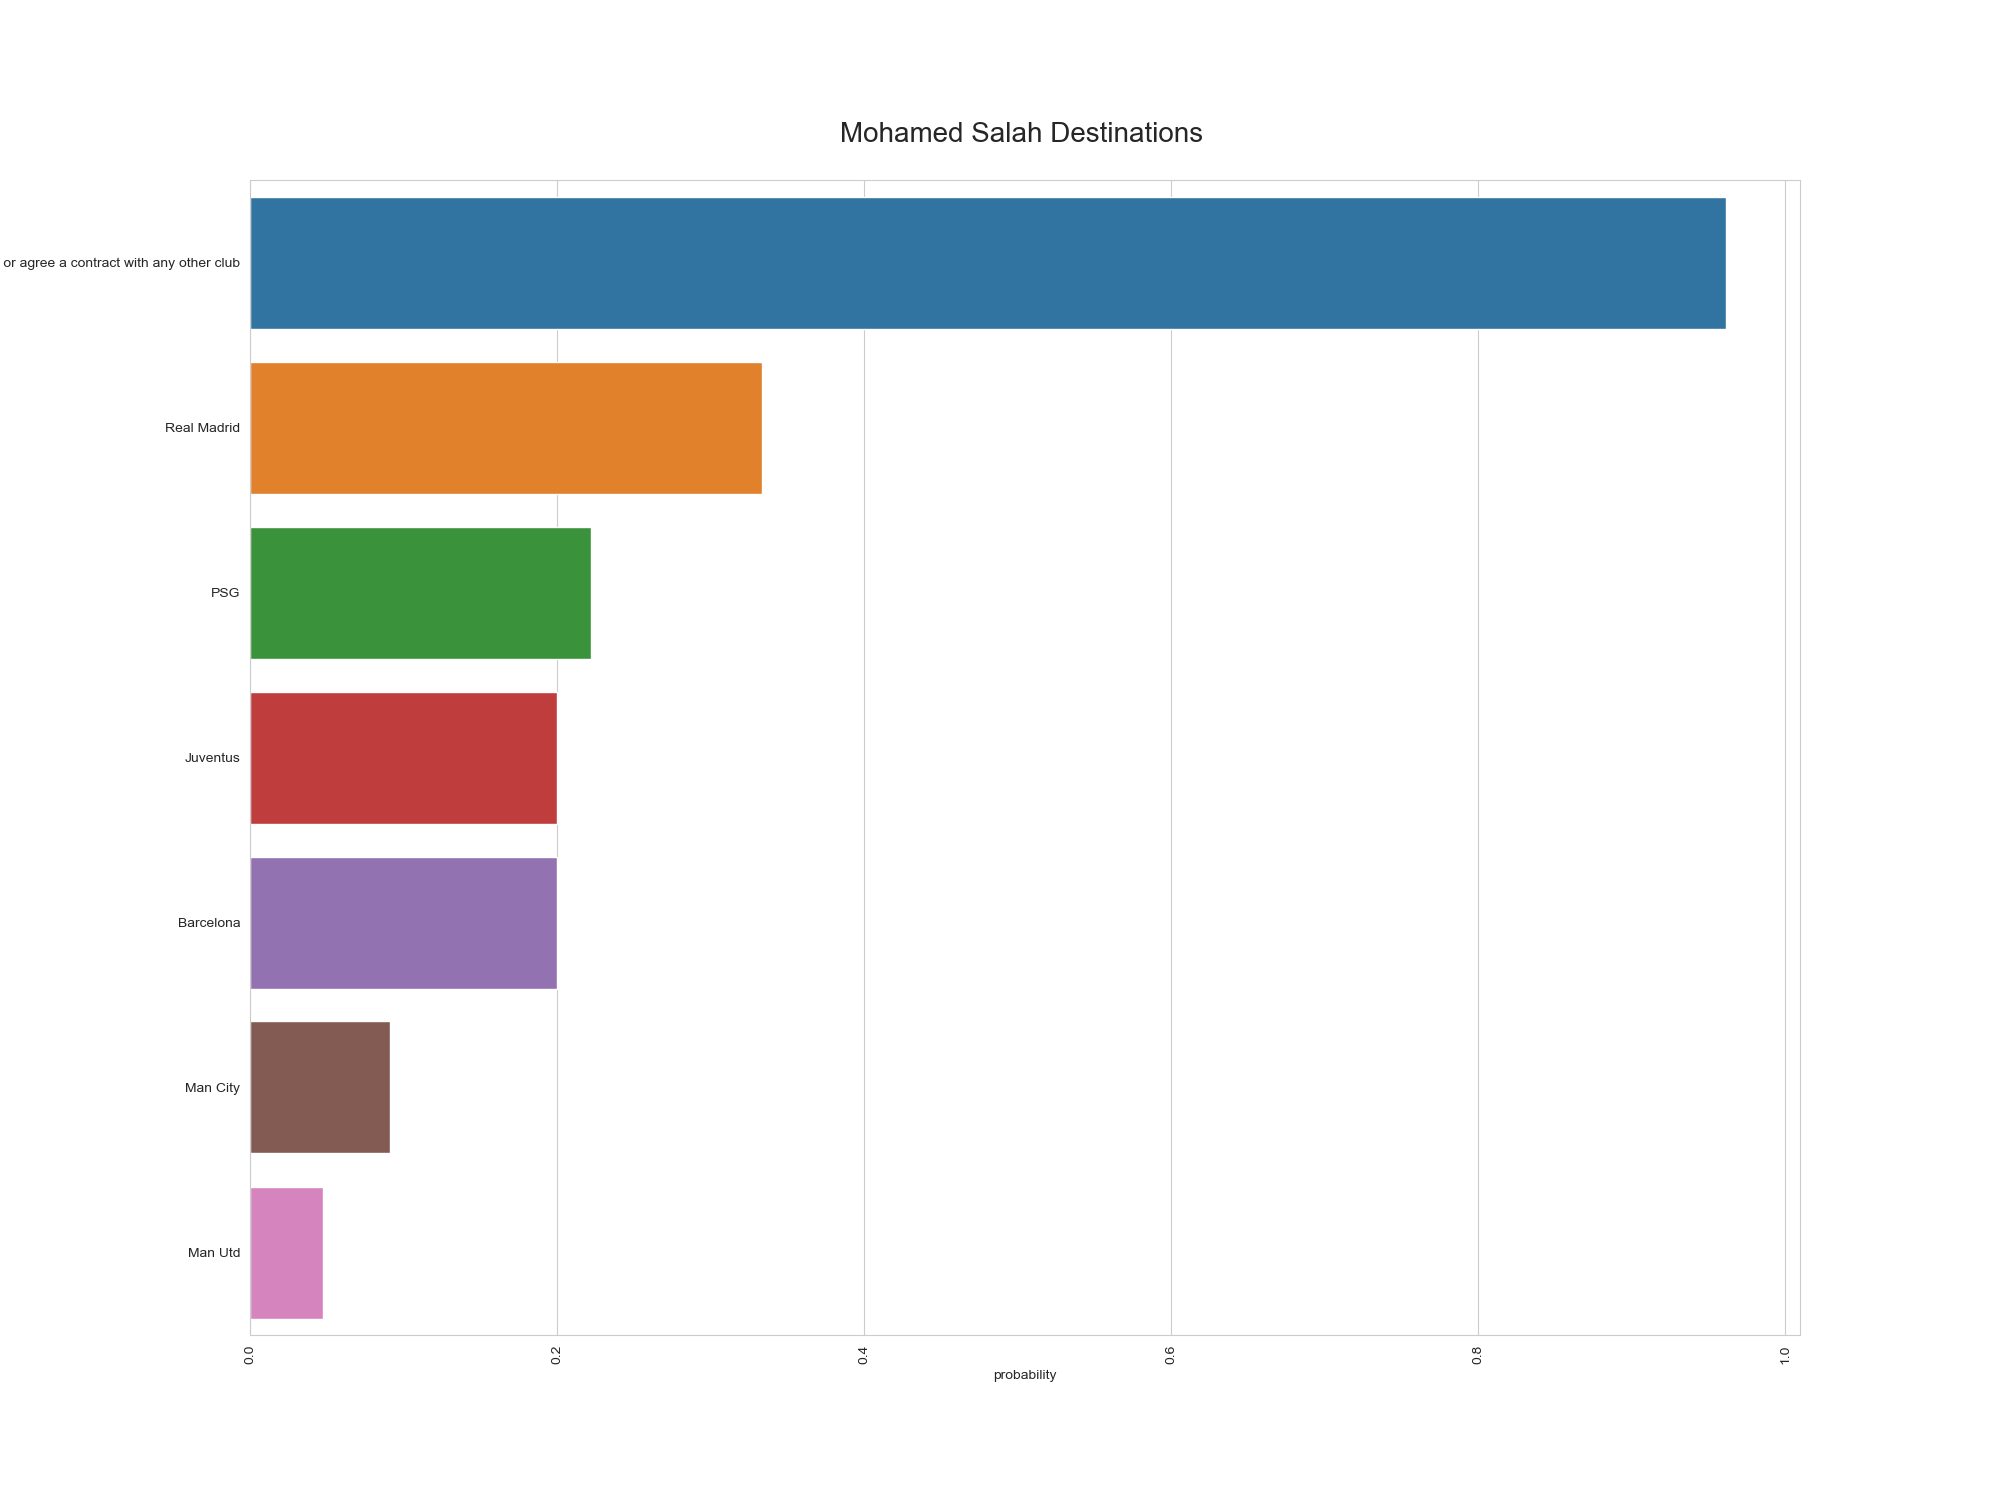 Mohamed Salah Destinations
or agree a contract with any other club
Real Madrid
PSG
Juventus
Barcelona
Man City
Man Utd
0.0 0.2 0.4 0.6 0.8 1.0
probability